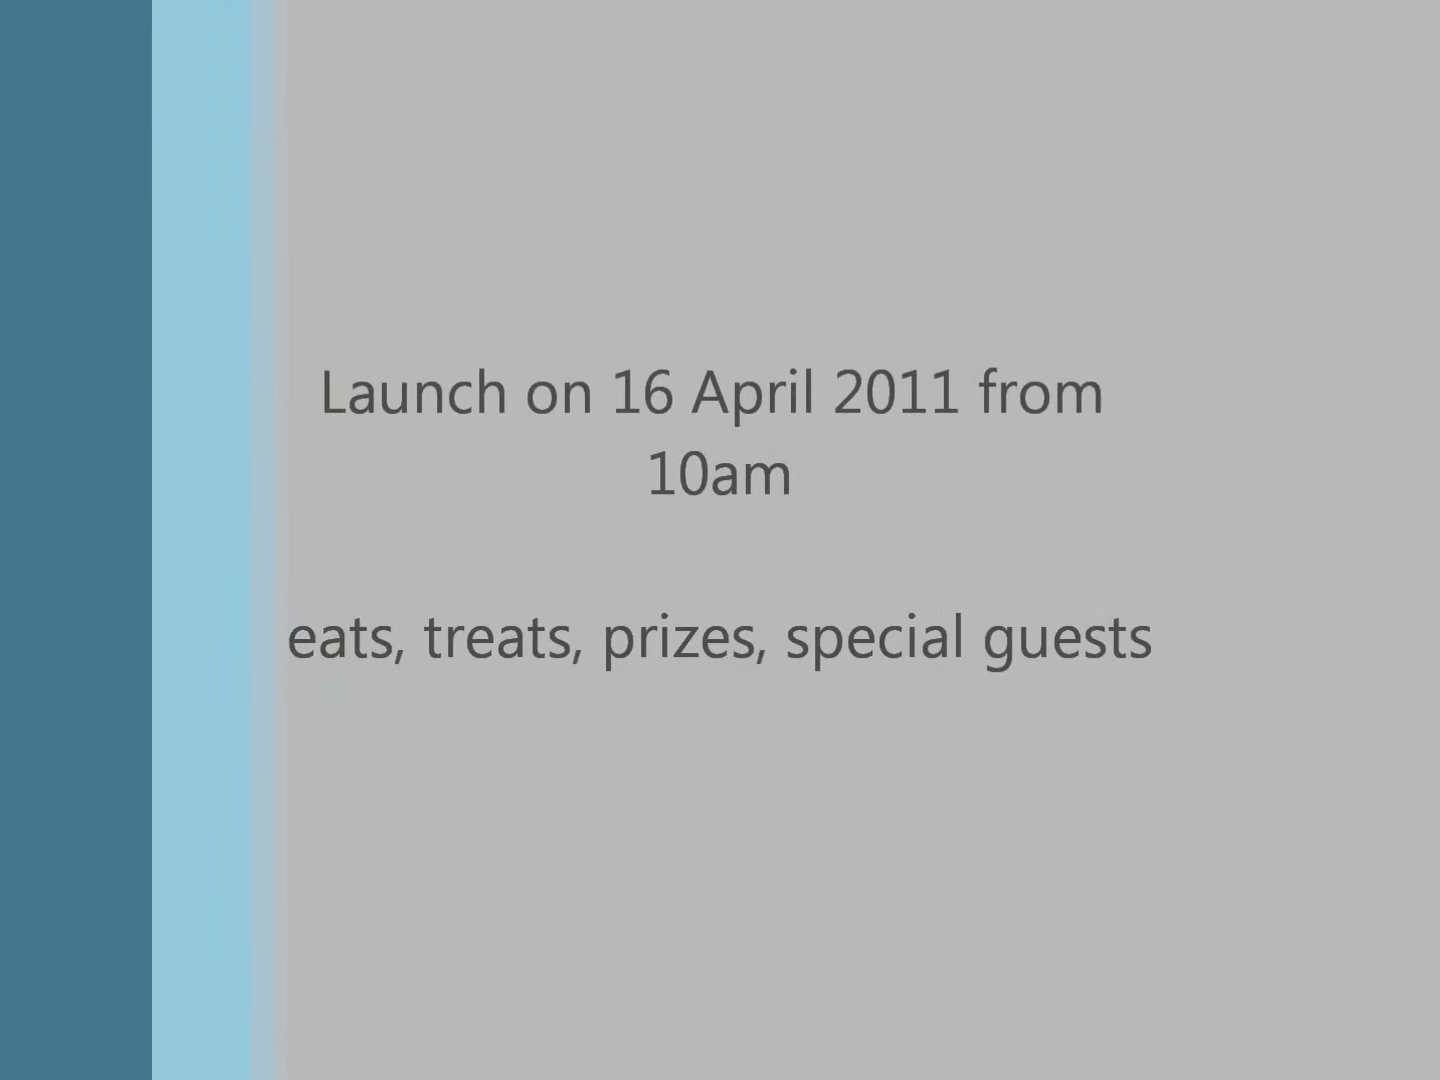 Launch on 16 April 2011 from
10am
eats, treats, prizes, special guests